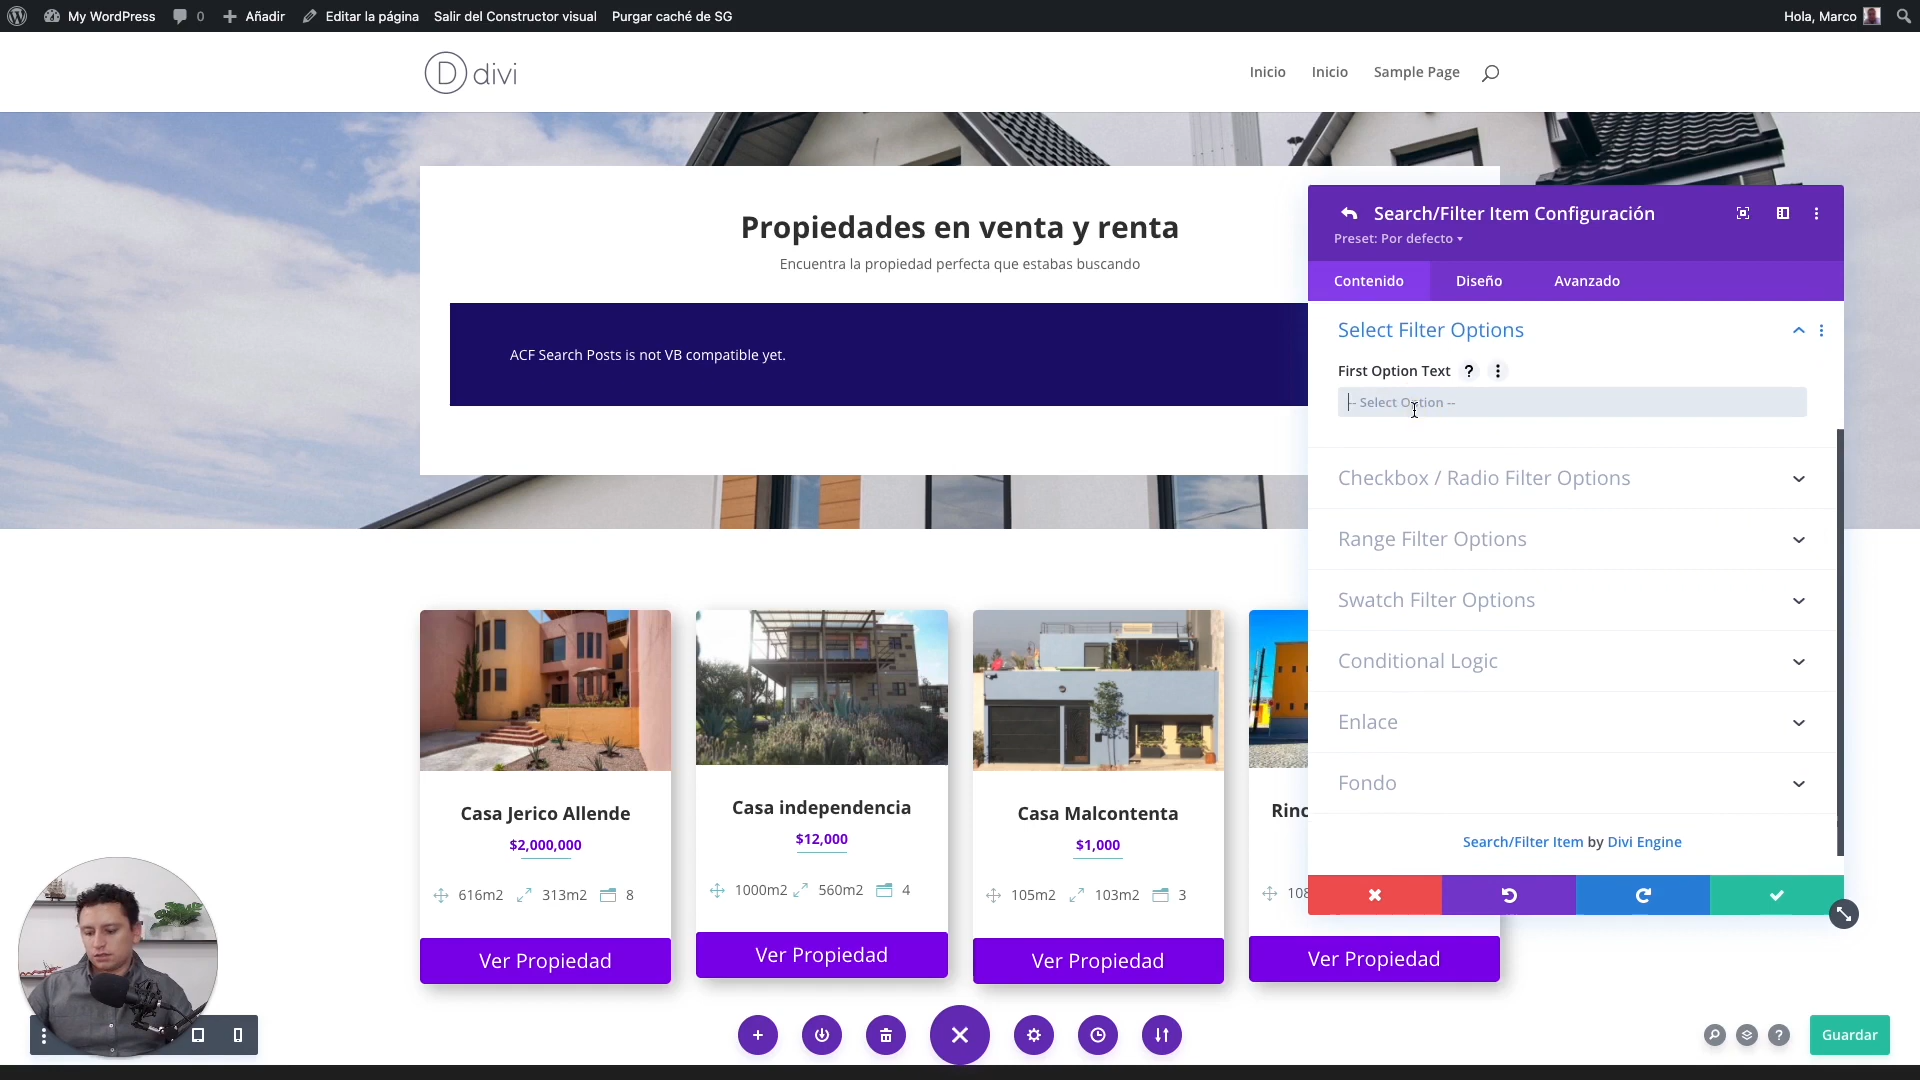 My WordPress
0
Añadir
Editar la página
Salir del Constructor visual
Purgar caché de SG
Hola, Marco
D divi
Inicio
Inicio
Sample Page
Propiedades en venta y renta
Encuentra la propiedad perfecta que estabas buscando
ACF Search Posts is not VB compatible yet.
Search/Filter Item Configuración
Preset: Por defecto
Contenido
Diseño
Avanzado
Select Filter Options
First Option Text ?
-- Select Option --
Checkbox / Radio Filter Options
Range Filter Options
Swatch Filter Options
Conditional Logic
Enlace
Fondo
Search/Filter Item by Divi Engine
Casa Jerico Allende
$2,000,000
616m2 313m2 8
Ver Propiedad
Casa independencia
$12,000
1000m2 560m2 4
Ver Propiedad
Casa Malcontenta
$1,000
105m2 103m2 3
Ver Propiedad
Rinc
108
Ver Propiedad
?
Guardar